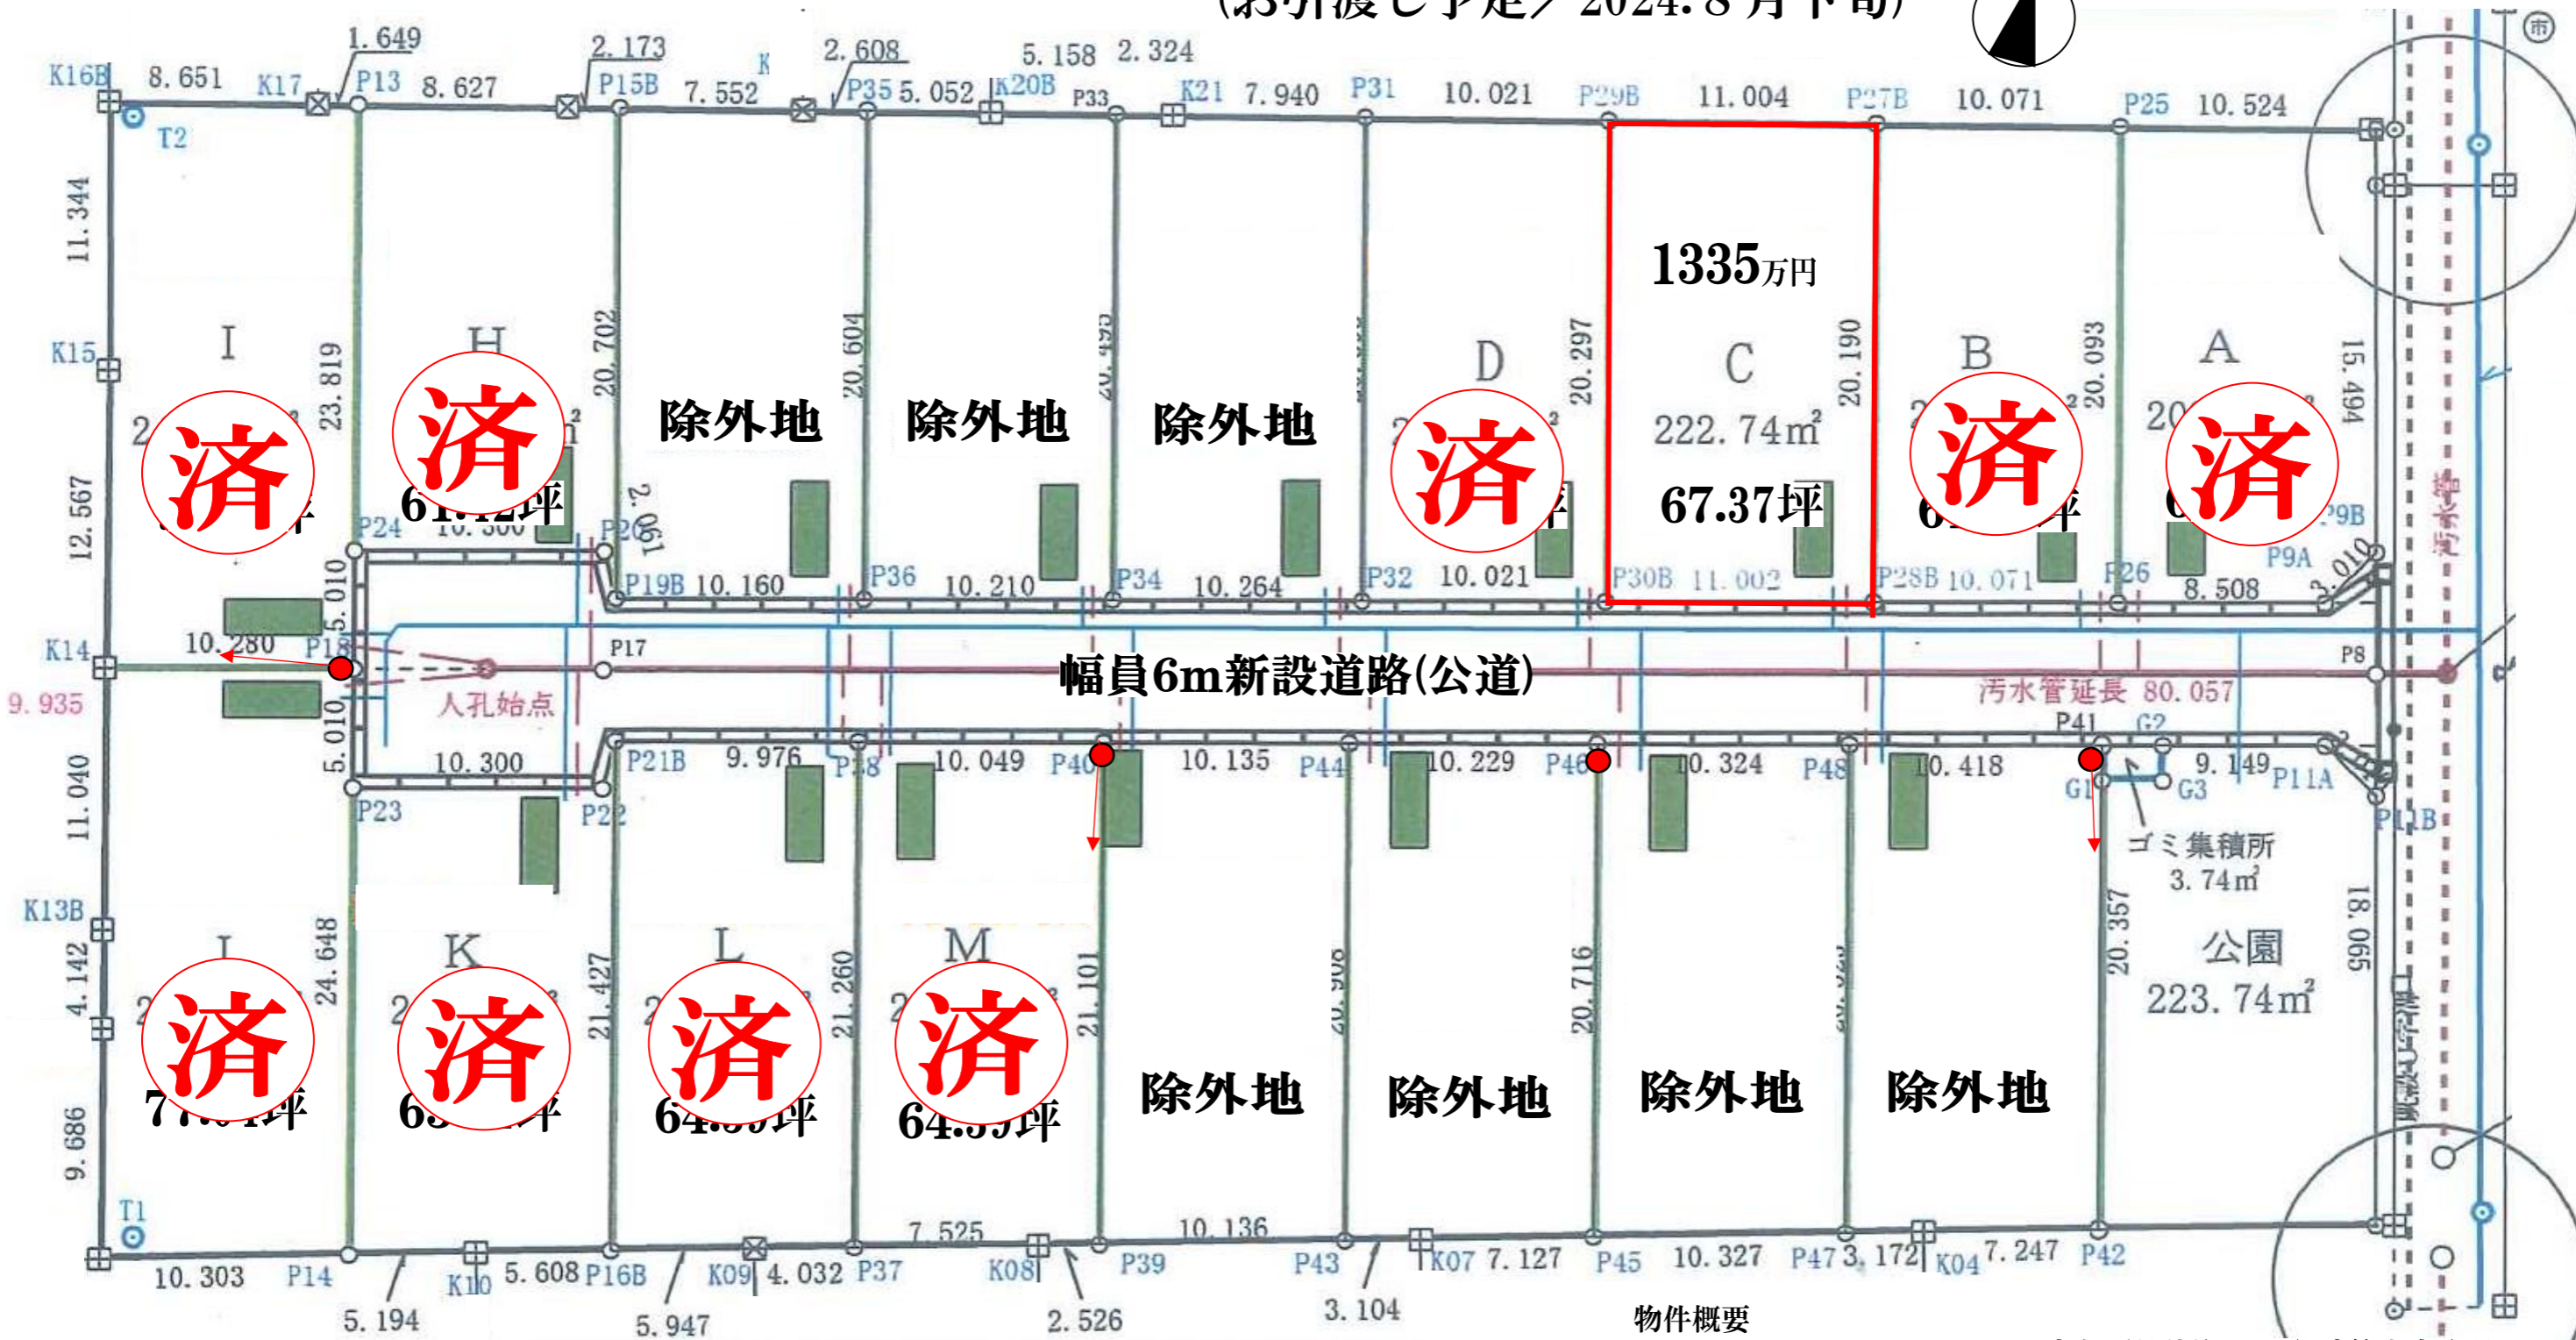 (お引渡し予定／2024.8月下旬)
市
1.649
2.173
2.608
5.158 2.324
K16B 8.651 K17 P13 8.627 P15B 7.552 K P35 5.052 K20B P33 K21 7.940 P31 10.021 P29B 11.004 P27B 10.071 P25 10.524
T2
11.344
K15
12.567
I
済
坪
23.819
H
済
61.42坪
20.702
2.061
除外地
20.604
除外地
除外地
D
済
坪
20.297
1335万円
C
222.74㎡
67.37坪
20.190
B
済
坪
20.093
A
済
15.494
汚水管
P9B
P9A
3.010
P24 10.300 P20
P19B 10.160 P36 10.210 P34 10.264 P32 10.021 P30B 11.002 P28B 10.071 P26 8.508
5.010
K14 10.280 P18 P17 P8
9.935
人孔始点
幅員6m新設道路(公道)
汚水管延長 80.057
5.010
10.300
P23 P22
P21B 9.976 P38 10.049 P40 10.135 P44 10.229 P46 10.324 P48 10.418 P41 G2 9.149 P11A
G1 G3
P11B
ゴミ集積所
3.74㎡
11.040
K13B
4.142
9.686
済
坪
24.648
K
済
坪
21.427
L
済
坪
21.260
M
済
64.59坪
21.101
除外地
除外地
20.716
除外地
除外地
20.357
公園
223.74㎡
18.065
T1
10.303 P14 K10 5.608 P16B K09 4.032 P37 7.525 K08 P39 10.136 P43 K07 7.127 P45 10.327 P47 3.172 K04 7.247 P42
5.194 5.947 2.526 3.104
物件概要